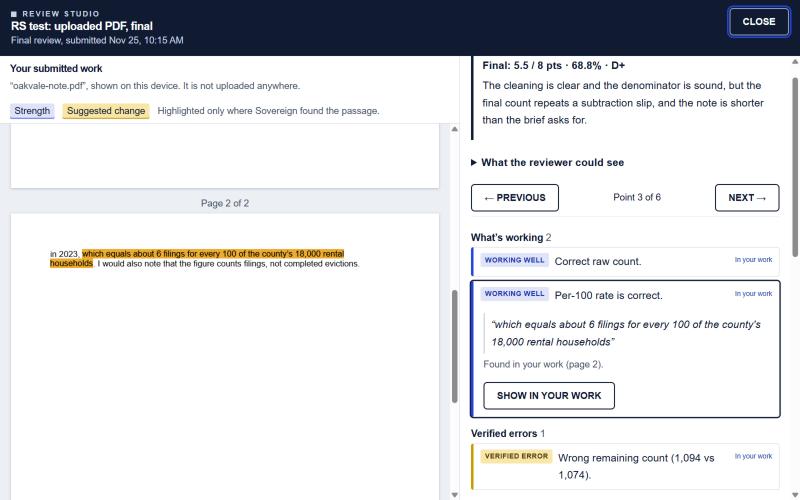 REVIEW STUDIO
RS test: uploaded PDF, final
Final review, submitted Nov 25, 10:15 AM
CLOSE
Your submitted work
“oakvale-note.pdf”, shown on this device. It is not uploaded anywhere.
Strength
Suggested change
Highlighted only where Sovereign found the passage.
Page 2 of 2
in 2023, which equals about 6 filings for every 100 of the county's 18,000 rental
households. I would also note that the figure counts filings, not completed evictions.
Final: 5.5 / 8 pts · 68.8% · D+
The cleaning is clear and the denominator is sound, but the
final count repeats a subtraction slip, and the note is shorter
than the brief asks for.
▶ What the reviewer could see
← PREVIOUS
Point 3 of 6
NEXT →
What's working 2
WORKING WELL Correct raw count. In your work
WORKING WELL Per-100 rate is correct. In your work
“which equals about 6 filings for every 100 of the county's
18,000 rental households”
Found in your work (page 2).
SHOW IN YOUR WORK
Verified errors 1
VERIFIED ERROR Wrong remaining count (1,094 vs In your work
1,074).